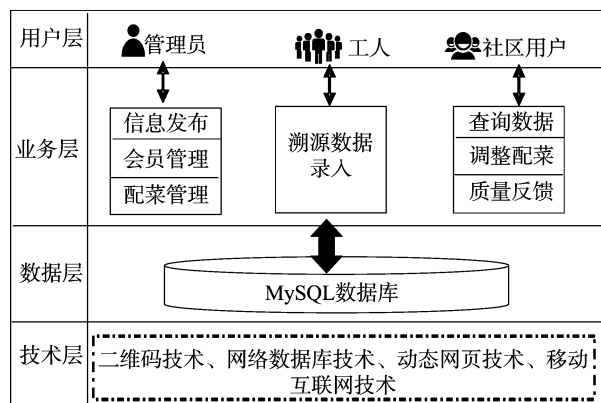 用户层
管理员
工人
社区用户
业务层
信息发布
会员管理
配菜管理
溯源数据
录入
查询数据
调整配菜
质量反馈
数据层
MySQL数据库
技术层
二维码技术、网络数据库技术、动态网页技术、移动
互联网技术